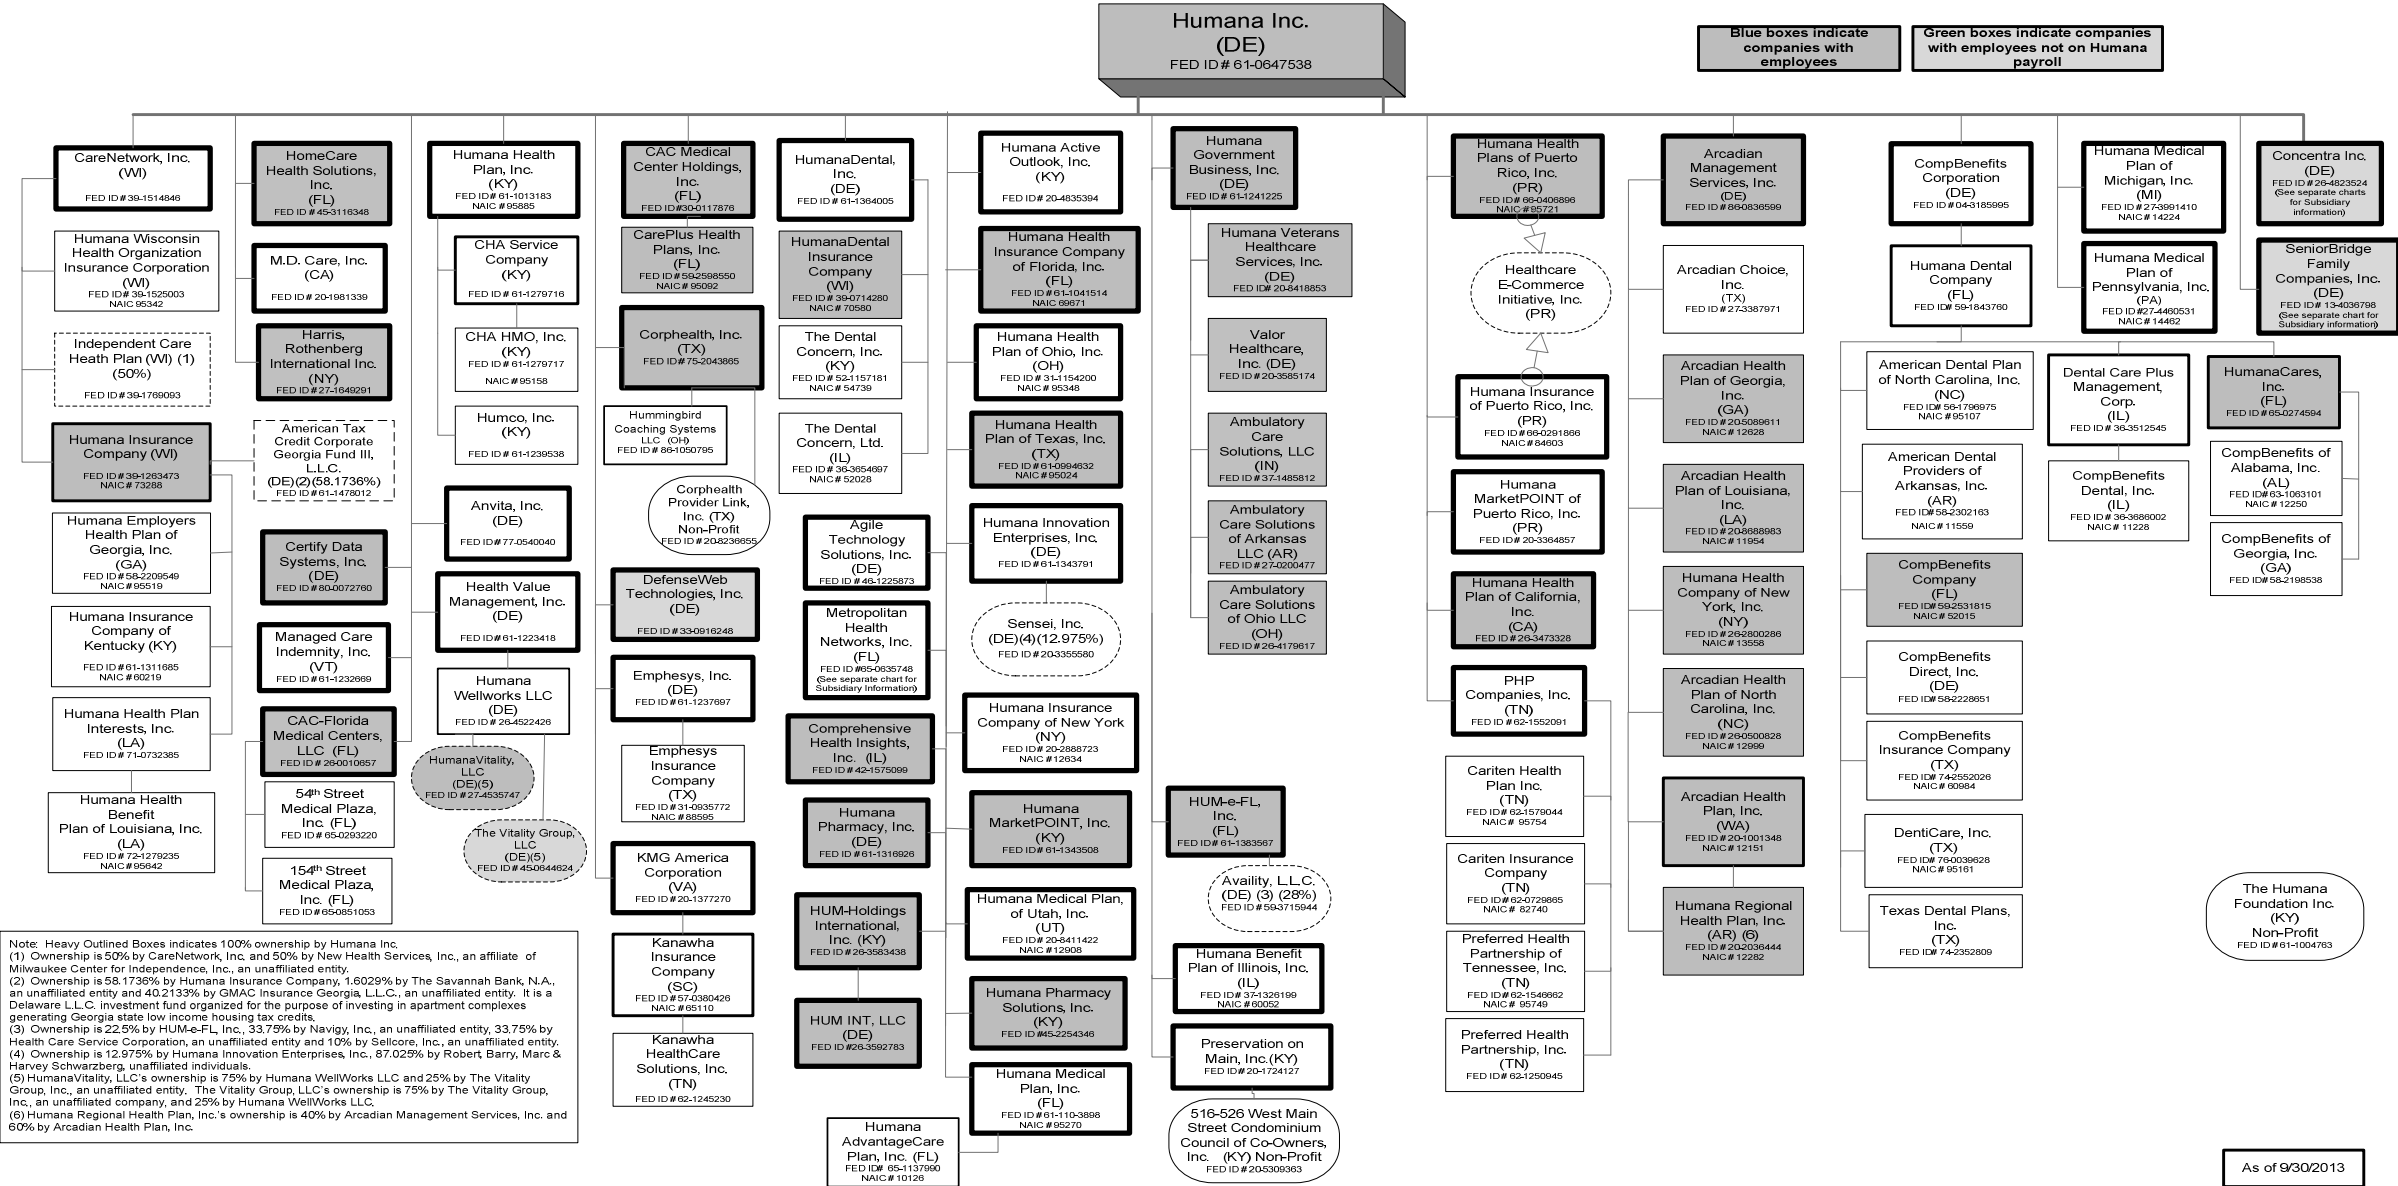 Humana Inc.
(DE)
FED ID# 61-0647538
Blue boxes indicate
companies with
employees
Green boxes indicate companies
with employees not on Humana
payroll
CareNetwork, Inc.
(WI)
FED ID# 39-1514846
Humana Wisconsin
Health Organization
Insurance Corporation
(WI)
FED ID# 39-1525003
NAIC 95342
Independent Care
Heath Plan (WI) (1)
(50%)
FED ID# 39-1769093
Humana Insurance
Company (WI)
FED ID# 39-1263473
NAIC # 73288
Humana Employers
Health Plan of
Georgia, Inc.
(GA)
FED ID# 58-2209549
NAIC# 95519
Humana Insurance
Company of
Kentucky (KY)
FED ID # 61-1311685
NAIC # 60219
Humana Health Plan
Interests, Inc.
(LA)
FED ID # 71-0732385
Humana Health
Benefit
Plan of Louisiana, Inc.
(LA)
FED ID# 72-1279235
NAIC# 95642
HomeCare
Health Solutions,
Inc.
(FL)
FED ID# 45-3116348
M.D. Care, Inc.
(CA)
FED ID # 20-1981339
Harris,
Rothenberg
International Inc.
(NY)
FED ID# 27-1649291
American Tax
Credit Corporate
Georgia Fund III,
L.L.C.
(DE)(2)(58.1736%)
FED ID# 61-1478012
Certify Data
Systems, Inc.
(DE)
FED ID# 80-0072760
Managed Care
Indemnity, Inc.
(VT)
FED ID# 61-1232669
CAC-Florida
Medical Centers,
LLC (FL)
FED ID# 26-0010657
54th Street
Medical Plaza,
Inc. (FL)
FED ID# 65-0293220
154th Street
Medical Plaza,
Inc. (FL)
FED ID# 65-0851053
Humana Health
Plan, Inc.
(KY)
FED ID # 61-1013183
NAIC # 95885
CHA Service
Company
(KY)
FED ID# 61-1279716
CHA HMO, Inc.
(KY)
FED ID# 61-1279717
NAIC #95158
Humco, Inc.
(KY)
FED ID# 61-1239538
Anvita, Inc.
(DE)
FED ID# 77-0540040
Health Value
Management, Inc.
(DE)
FED ID# 61-1223418
Humana
Wellworks LLC
(DE)
FED ID # 26-4522426
HumanaVitality,
LLC
(DE)(5)
FED ID # 27-4535747
The Vitality Group,
LLC
(DE)(5)
FED ID# 45-0644624
CAC Medical
Center Holdings,
Inc.
(FL)
FED ID#30-0117876
CarePlus Health
Plans, Inc.
(FL)
FED ID # 59-2598550
NAIC # 95092
Corphealth, Inc.
(TX)
FED ID# 75-2043865
Hummingbird
Coaching Systems
LLC (OH)
FED ID # 86-1050795
Corphealth
Provider Link,
Inc. (TX)
Non-Profit
FED ID # 20-8236655
DefenseWeb
Technologies, Inc.
(DE)
FED ID# 33-0916248
Emphesys, Inc.
(DE)
FED ID# 61-1237697
Emphesys
Insurance
Company
(TX)
FED ID # 31-0935772
NAIC #88595
KMG America
Corporation
(VA)
FED ID# 20-1377270
Kanawha
Insurance
Company
(SC)
FED ID# 57-0380426
NAIC # 65110
Kanawha
HealthCare
Solutions, Inc.
(TN)
FED ID# 62-1245230
HumanaDental,
Inc.
(DE)
FED ID# 61-1364005
HumanaDental
Insurance
Company
(WI)
FED ID# 39-0714280
NAIC # 70580
The Dental
Concern, Inc.
(KY)
FED ID# 52-1157181
NAIC# 54739
The Dental
Concern, Ltd.
(IL)
FED ID# 36-3654697
NAIC # 52028
Agile
Technology
Solutions, Inc.
(DE)
FED ID# 46-1225873
Metropolitan
Health
Networks, Inc.
(FL)
FED ID #65-0635748
(See separate chart for
Subsidiary Information)
Comprehensive
Health Insights,
Inc. (IL)
FED ID# 42-1575099
Humana
Pharmacy, Inc.
(DE)
FED ID# 61-1316926
HUM-Holdings
International,
Inc. (KY)
FED ID #26-3583438
HUM INT, LLC
(DE)
FED ID #26-3592783
Humana
AdvantageCare
Plan, Inc. (FL)
FED ID# 65-1137990
NAIC # 10126
Humana Active
Outlook, Inc.
(KY)
FED ID# 20-4835394
Humana Health
Insurance Company
of Florida, Inc.
(FL)
FED ID # 61-1041514
NAIC 69671
Humana Health
Plan of Ohio, Inc.
(OH)
FED ID # 31-1154200
NAIC # 95348
Humana Health
Plan of Texas, Inc.
(TX)
FED ID # 61-0994632
NAIC # 95024
Humana Innovation
Enterprises, Inc.
(DE)
FED ID# 61-1343791
Sensei, Inc.
(DE)(4)(12.975%)
FED ID# 20-3355580
Humana Insurance
Company of New York
(NY)
FED ID # 20-2888723
NAIC# 12634
Humana
MarketPOINT, Inc.
(KY)
FED ID# 61-1343508
Humana Medical Plan,
of Utah, Inc.
(UT)
FED ID # 20-8411422
NAIC # 12908
Humana Pharmacy
Solutions, Inc.
(KY)
FED ID #45-2254346
Humana Medical
Plan, Inc.
(FL)
FED ID # 61-110-3898
NAIC # 95270
Humana
Government
Business, Inc.
(DE)
FED ID # 61-1241225
Humana Veterans
Healthcare
Services, Inc.
(DE)
FED ID# 20-8418853
Valor
Healthcare,
Inc. (DE)
FED ID# 20-3585174
Ambulatory
Care
Solutions, LLC
(IN)
FED ID# 37-1485812
Ambulatory
Care Solutions
of Arkansas
LLC (AR)
FED ID# 27-0200477
Ambulatory
Care Solutions
of Ohio LLC
(OH)
FED ID# 26-4179617
HUM-e-FL,
Inc.
(FL)
FED ID# 61-1383567
Availity, L.L.C.
(DE) (3) (28%)
FED ID# 59-3715944
Humana Benefit
Plan of Illinois, Inc.
(IL)
FED ID# 37-1326199
NAIC # 60052
Preservation on
Main, Inc.(KY)
FED ID # 20-1724127
516-526 West Main
Street Condominium
Council of Co-Owners,
Inc. (KY) Non-Profit
FED ID # 20-5309363
Humana Health
Plans of Puerto
Rico, Inc.
(PR)
FED ID # 66-0406896
NAIC # 95721
Healthcare
E-Commerce
Initiative, Inc.
(PR)
Humana Insurance
of Puerto Rico, Inc.
(PR)
FED ID# 66-0291866
NAIC # 84603
Humana
MarketPOINT of
Puerto Rico, Inc.
(PR)
FED ID# 20-3364857
Humana Health
Plan of California,
Inc.
(CA)
FED ID # 26-3473328
PHP
Companies, Inc.
(TN)
FED ID# 62-1552091
Cariten Health
Plan Inc.
(TN)
FED ID# 62-1579044
NAIC # 95754
Cariten Insurance
Company
(TN)
FED ID# 62-0729865
NAIC # 82740
Preferred Health
Partnership of
Tennessee, Inc.
(TN)
FED ID# 62-1546662
NAIC # 95749
Preferred Health
Partnership, Inc.
(TN)
FED ID# 62-1250945
Arcadian
Management
Services, Inc.
(DE)
FED ID# 86-0836599
Arcadian Choice,
Inc.
(TX)
FED ID# 27-3387971
Arcadian Health
Plan of Georgia,
Inc.
(GA)
FED ID # 20-5089611
NAIC # 12628
Arcadian Health
Plan of Louisiana,
Inc.
(LA)
FED ID # 20-8688983
NAIC # 11954
Humana Health
Company of New
York, Inc.
(NY)
FED ID # 26-2800286
NAIC # 13558
Arcadian Health
Plan of North
Carolina, Inc.
(NC)
FED ID# 26-0500828
NAIC # 12999
Arcadian Health
Plan, Inc.
(WA)
FED ID# 20-1001348
NAIC # 12151
Humana Regional
Health Plan, Inc.
(AR) (6)
FED ID # 20-2036444
NAIC # 12282
CompBenefits
Corporation
(DE)
FED ID# 04-3185995
Humana Dental
Company
(FL)
FED ID# 59-1843760
American Dental Plan
of North Carolina, Inc.
(NC)
FED ID# 56-1796975
NAIC # 95107
American Dental
Providers of
Arkansas, Inc.
(AR)
FED ID#58-2302163
NAIC #11559
CompBenefits
Company
(FL)
FED ID# 59-2531815
NAIC # 52015
CompBenefits
Direct, Inc.
(DE)
FED ID# 58-2228651
CompBenefits
Insurance Company
(TX)
FED ID# 74-2552026
NAIC # 60984
DentiCare, Inc.
(TX)
FED ID# 76-0039628
NAIC # 95161
Texas Dental Plans,
Inc.
(TX)
FED ID# 74-2352809
Humana Medical
Plan of
Michigan, Inc.
(MI)
FED ID # 27-3991410
NAIC # 14224
Humana Medical
Plan of
Pennsylvania, Inc.
(PA)
FED ID#27-4460531
NAIC # 14462
Dental Care Plus
Management,
Corp.
(IL)
FED ID# 36-3512545
CompBenefits
Dental, Inc.
(IL)
FED ID# 36-3686002
NAIC # 11228
Concentra Inc.
(DE)
FED ID # 26-4823524
(See separate charts
for Subsidiary
information)
SeniorBridge
Family
Companies, Inc.
(DE)
FED ID# 13-4036798
(See separate chart for
Subsidiary information)
HumanaCares,
Inc.
(FL)
FED ID# 65-0274594
CompBenefits of
Alabama, Inc.
(AL)
FED ID# 63-1063101
NAIC # 12250
CompBenefits of
Georgia, Inc.
(GA)
FED ID# 58-2198538
The Humana
Foundation Inc.
(KY)
Non-Profit
FED ID # 61-1004763
Note: Heavy Outlined Boxes indicates 100% ownership by Humana Inc.
(1) Ownership is 50% by CareNetwork, Inc. and 50% by New Health Services, Inc., an affiliate of
Milwaukee Center for Independence, Inc., an unaffiliated entity.
(2) Ownership is 58.1736% by Humana Insurance Company, 1.6029% by The Savannah Bank, N.A.,
an unaffiliated entity and 40.2133% by GMAC Insurance Georgia, L.L.C., an unaffiliated entity. It is a
Delaware L.L.C. investment fund organized for the purpose of investing in apartment complexes
generating Georgia state low income housing tax credits.
(3) Ownership is 22.5% by HUM-e-FL, Inc., 33.75% by Navigy, Inc., an unaffiliated entity, 33.75% by
Health Care Service Corporation, an unaffiliated entity and 10% by Sellcore, Inc., an unaffiliated entity.
(4) Ownership is 12.975% by Humana Innovation Enterprises, Inc., 87.025% by Robert, Barry, Marc &
Harvey Schwarzberg, unaffiliated individuals.
(5) HumanaVitality, LLC's ownership is 75% by Humana WellWorks LLC and 25% by The Vitality
Group, Inc., an unaffiliated entity. The Vitality Group, LLC's ownership is 75% by The Vitality Group,
Inc., an unaffiliated company, and 25% by Humana WellWorks LLC.
(6) Humana Regional Health Plan, Inc.'s ownership is 40% by Arcadian Management Services, Inc. and
60% by Arcadian Health Plan, Inc.
As of 9/30/2013